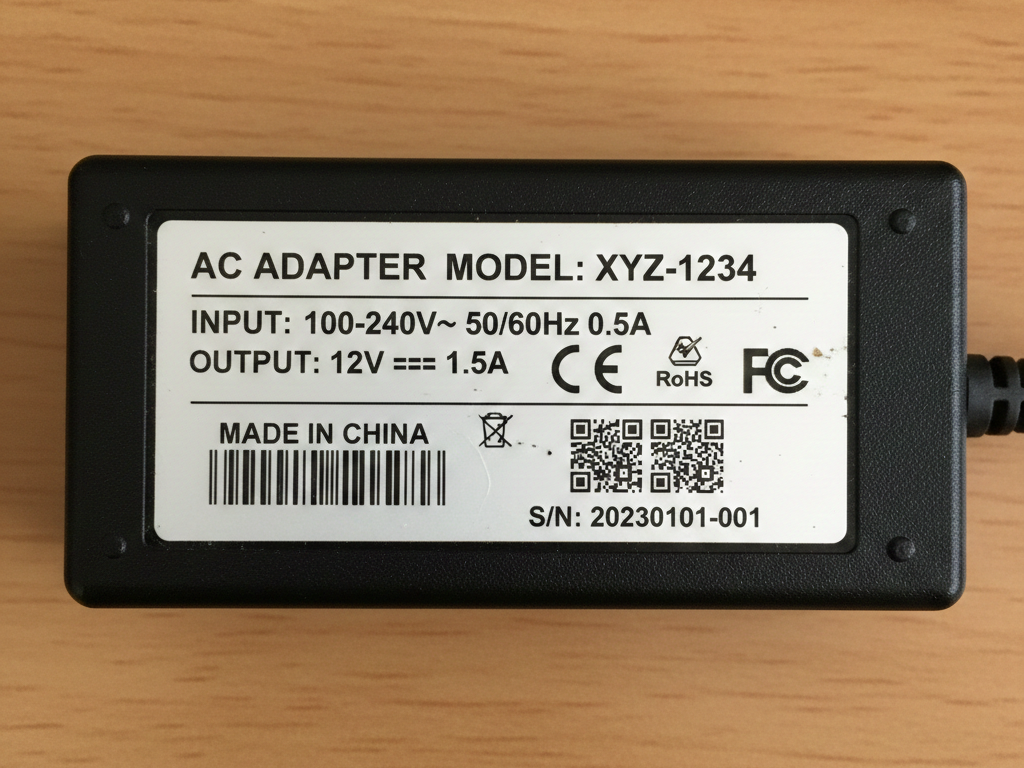 AC ADAPTER MODEL: XYZ-1234
INPUT: 100-240V~ 50/60Hz 0.5A
OUTPUT: 12V ⎓ 1.5A CE RoHS FC
MADE IN CHINA
S/N: 20230101-001